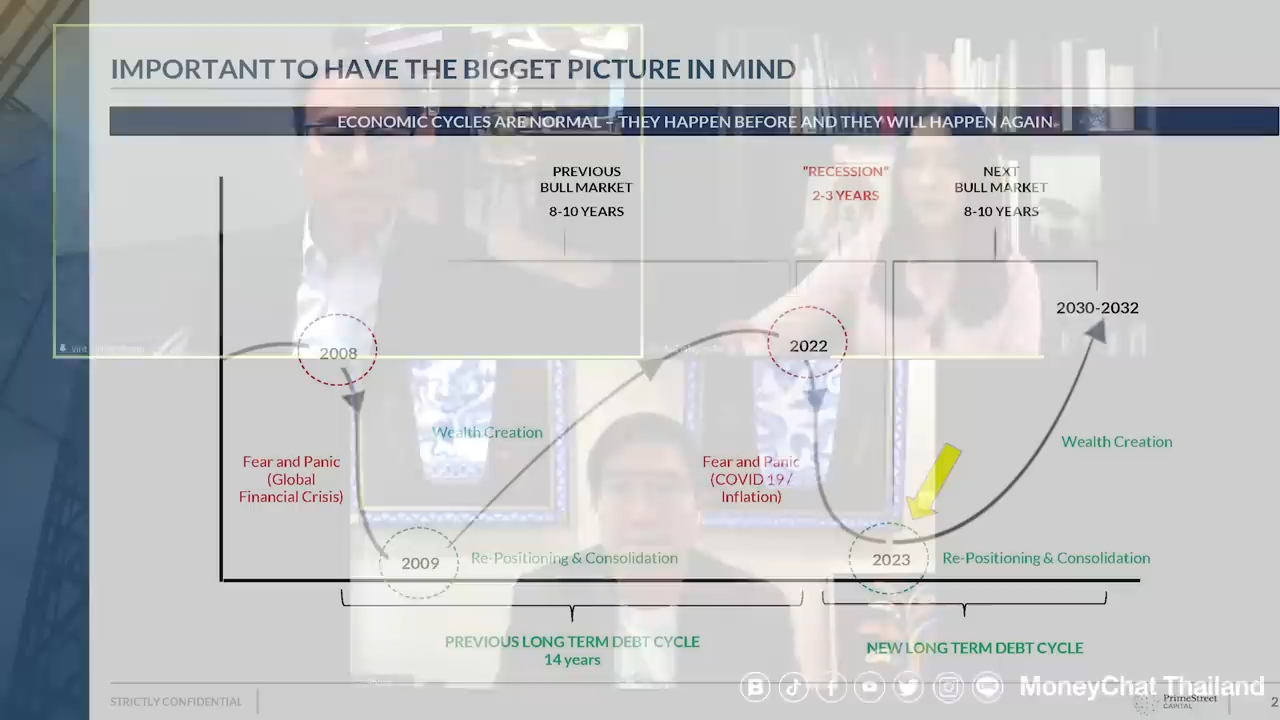 IMPORTANT TO HAVE THE BIGGET PICTURE IN MIND
ECONOMIC CYCLES ARE NORMAL – THEY HAPPEN BEFORE AND THEY WILL HAPPEN AGAIN
PREVIOUS
BULL MARKET
8-10 YEARS
"RECESSION"
2-3 YEARS
NEXT
BULL MARKET
8-10 YEARS
2030-2032
2008
2022
Wealth Creation
Wealth Creation
Fear and Panic
(Global
Financial Crisis)
Fear and Panic
(COVID 19 /
Inflation)
2009
Re-Positioning & Consolidation
2023
Re-Positioning & Consolidation
PREVIOUS LONG TERM DEBT CYCLE
14 years
NEW LONG TERM DEBT CYCLE
STRICTLY CONFIDENTIAL
MoneyChat Thailand
PrimeStreet
CAPITAL
2